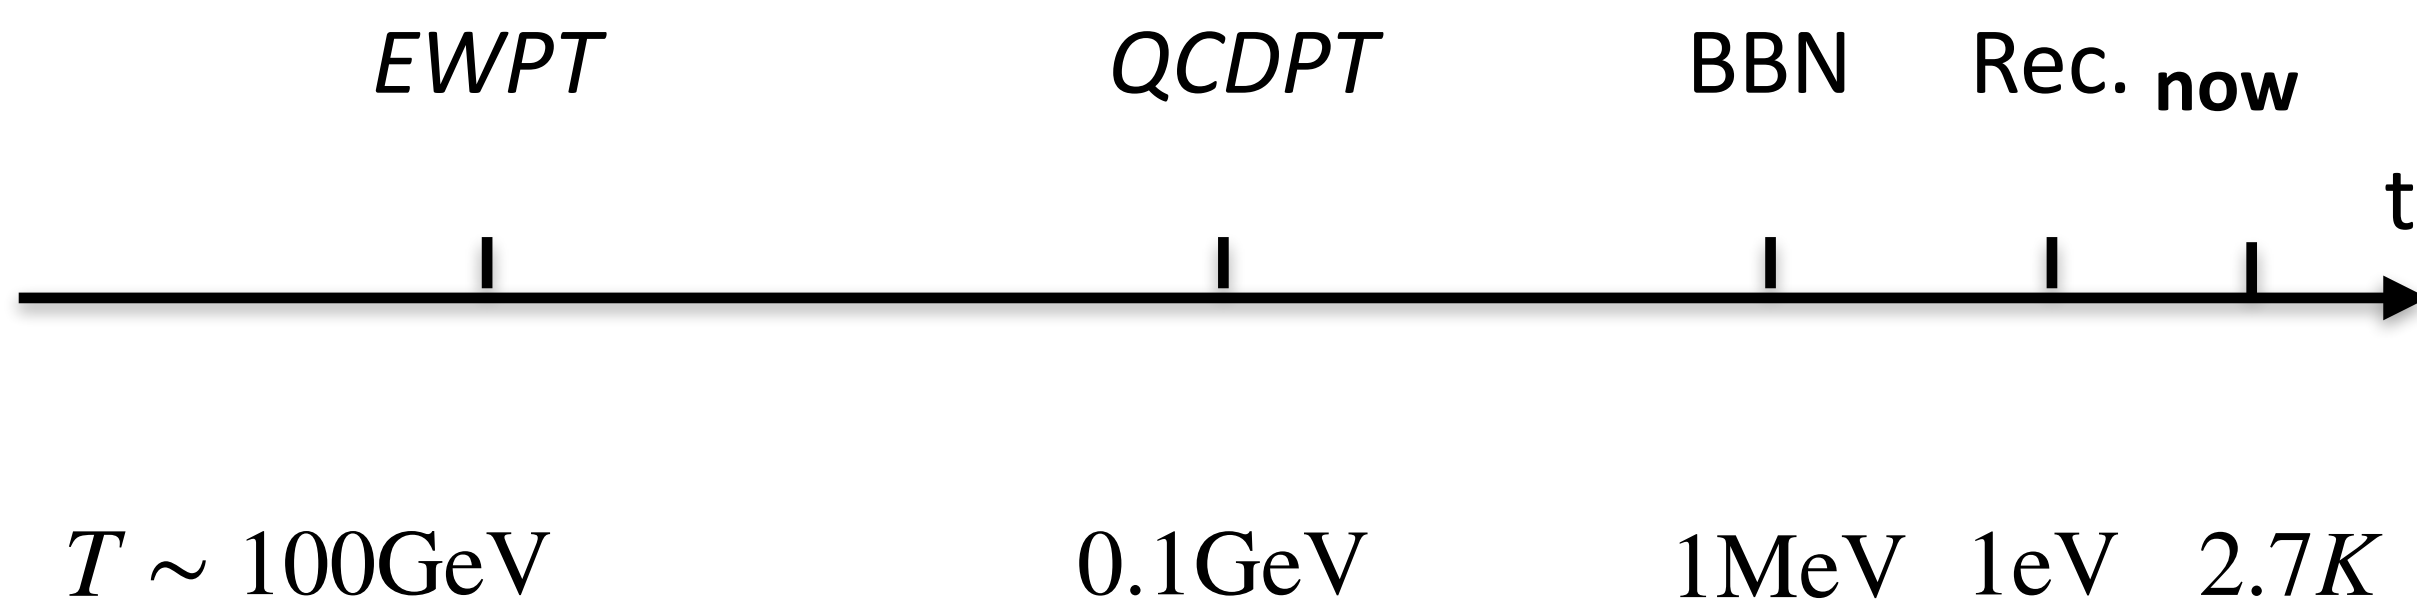 EWPT QCDPT BBN Rec. now
t
T ~ 100GeV 0.1GeV 1MeV 1eV 2.7K